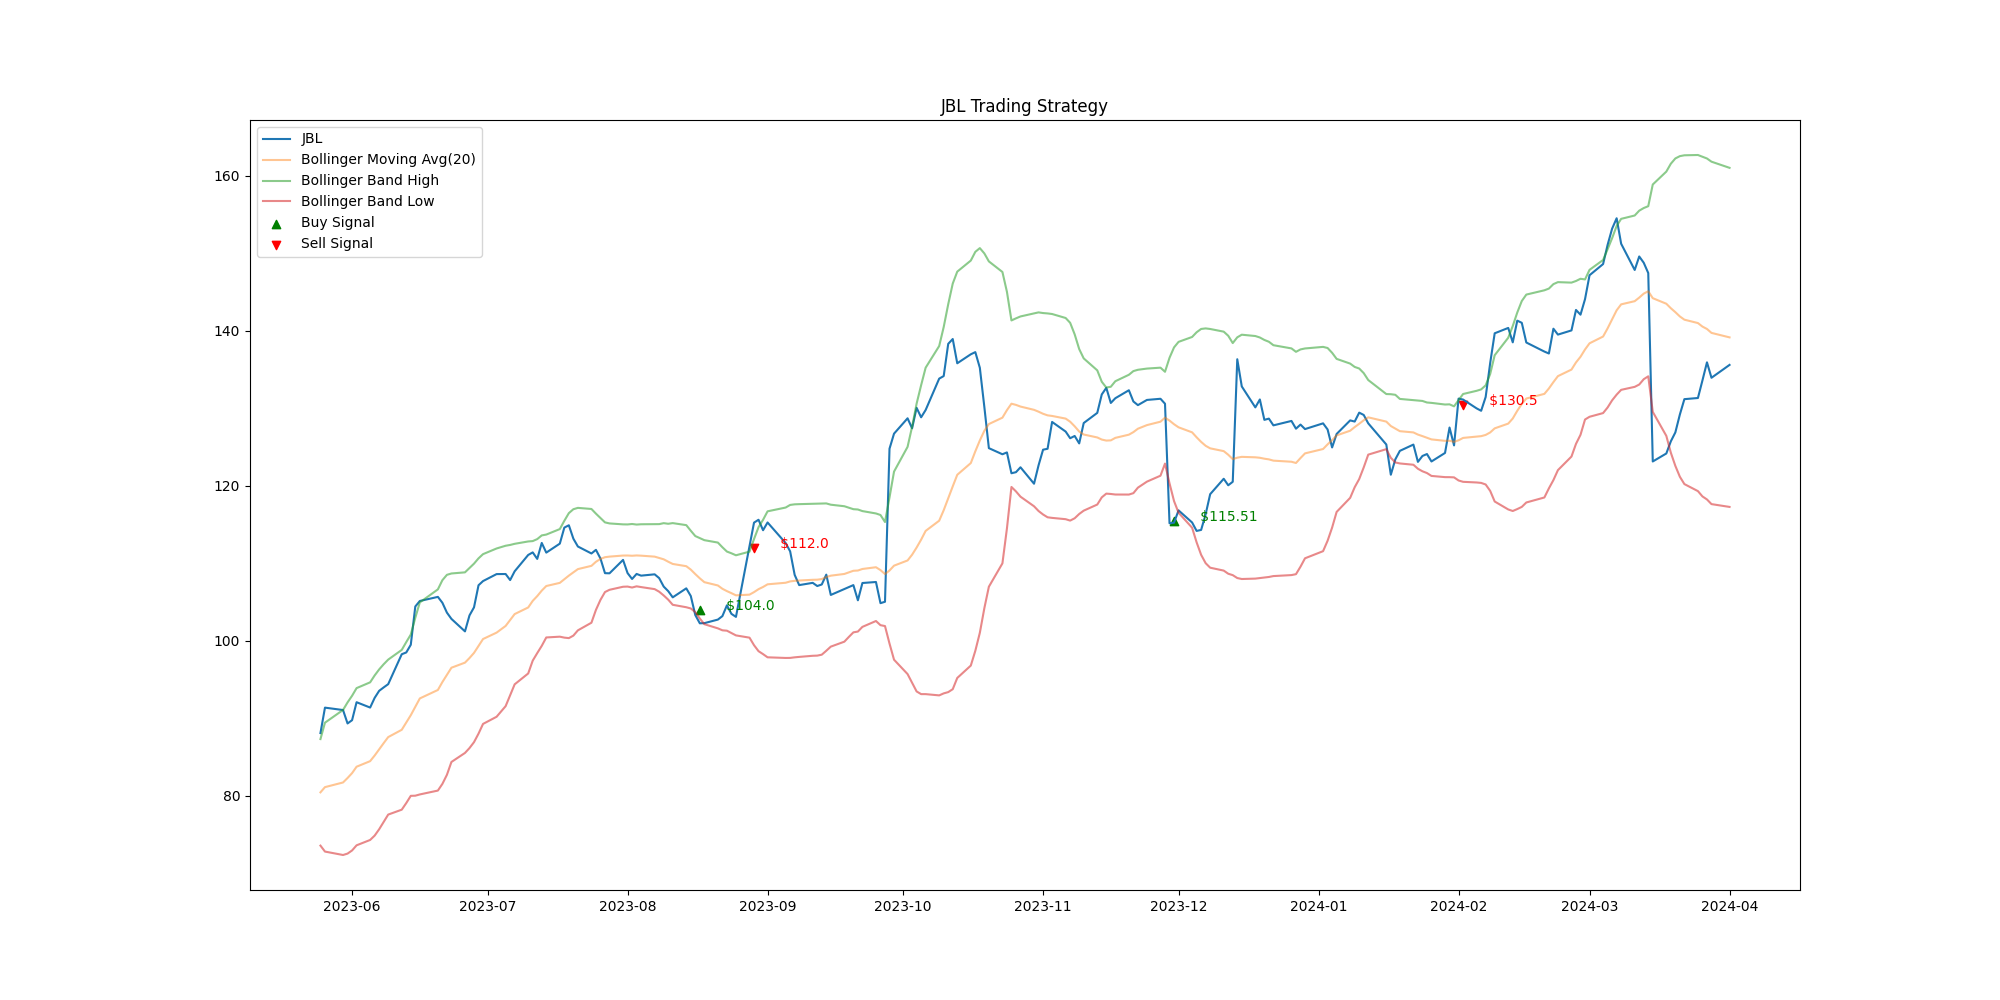 JBL Trading Strategy
JBL
Bollinger Moving Avg(20)
Bollinger Band High
Bollinger Band Low
Buy Signal
Sell Signal
160
140
120
100
80
$104.0
$112.0
$115.51
$130.5
2023-06
2023-07
2023-08
2023-09
2023-10
2023-11
2023-12
2024-01
2024-02
2024-03
2024-04